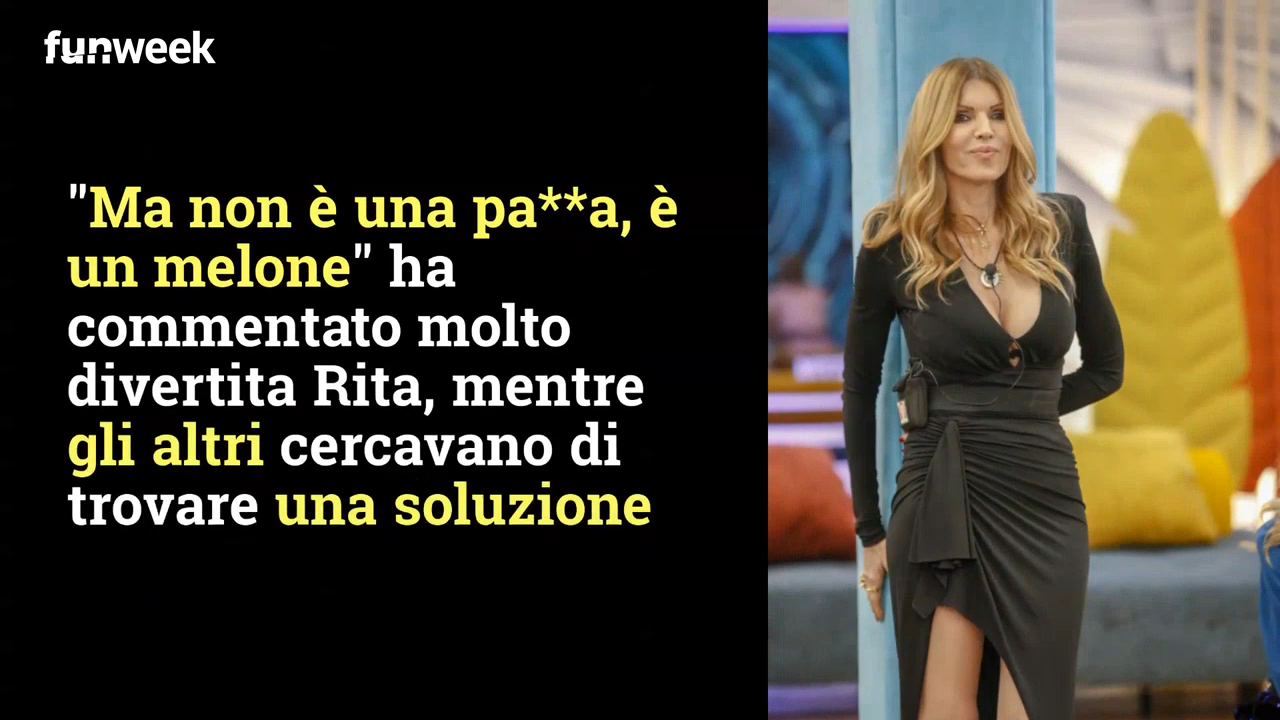 funweek
"Ma non è una pa**a, è
un melone" ha
commentato molto
divertita Rita, mentre
gli altri cercavano di
trovare una soluzione